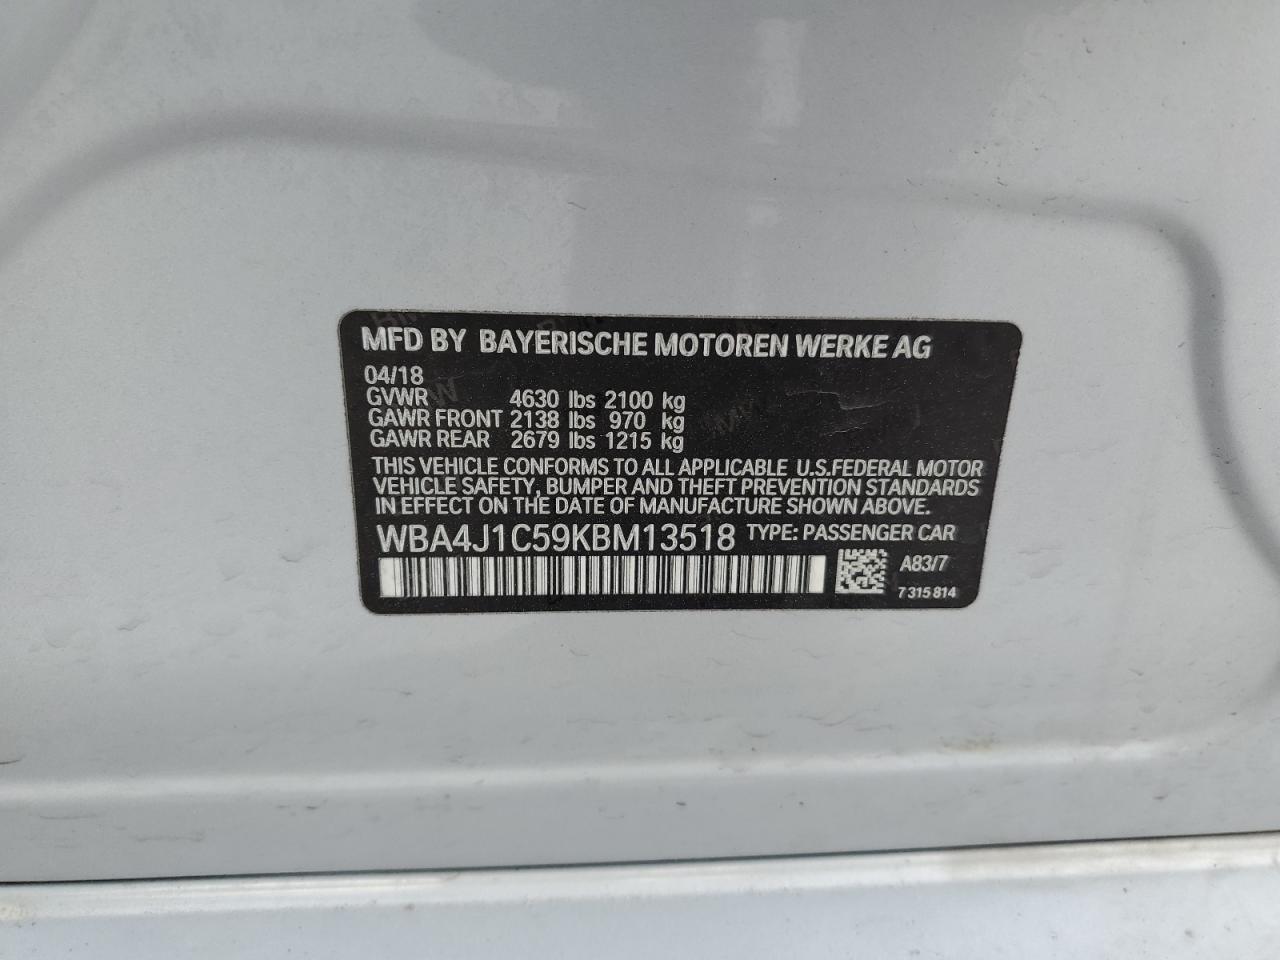 MFD BY BAYERISCHE MOTOREN WERKE AG
04/18
GVWR 4630 lbs 2100 kg
GAWR FRONT 2138 lbs 970 kg
GAWR REAR 2679 lbs 1215 kg
THIS VEHICLE CONFORMS TO ALL APPLICABLE U.S.FEDERAL MOTOR
VEHICLE SAFETY, BUMPER AND THEFT PREVENTION STANDARDS
IN EFFECT ON THE DATE OF MANUFACTURE SHOWN ABOVE.
WBA4J1C59KBM13518 TYPE: PASSENGER CAR
A83/7
7 315 814